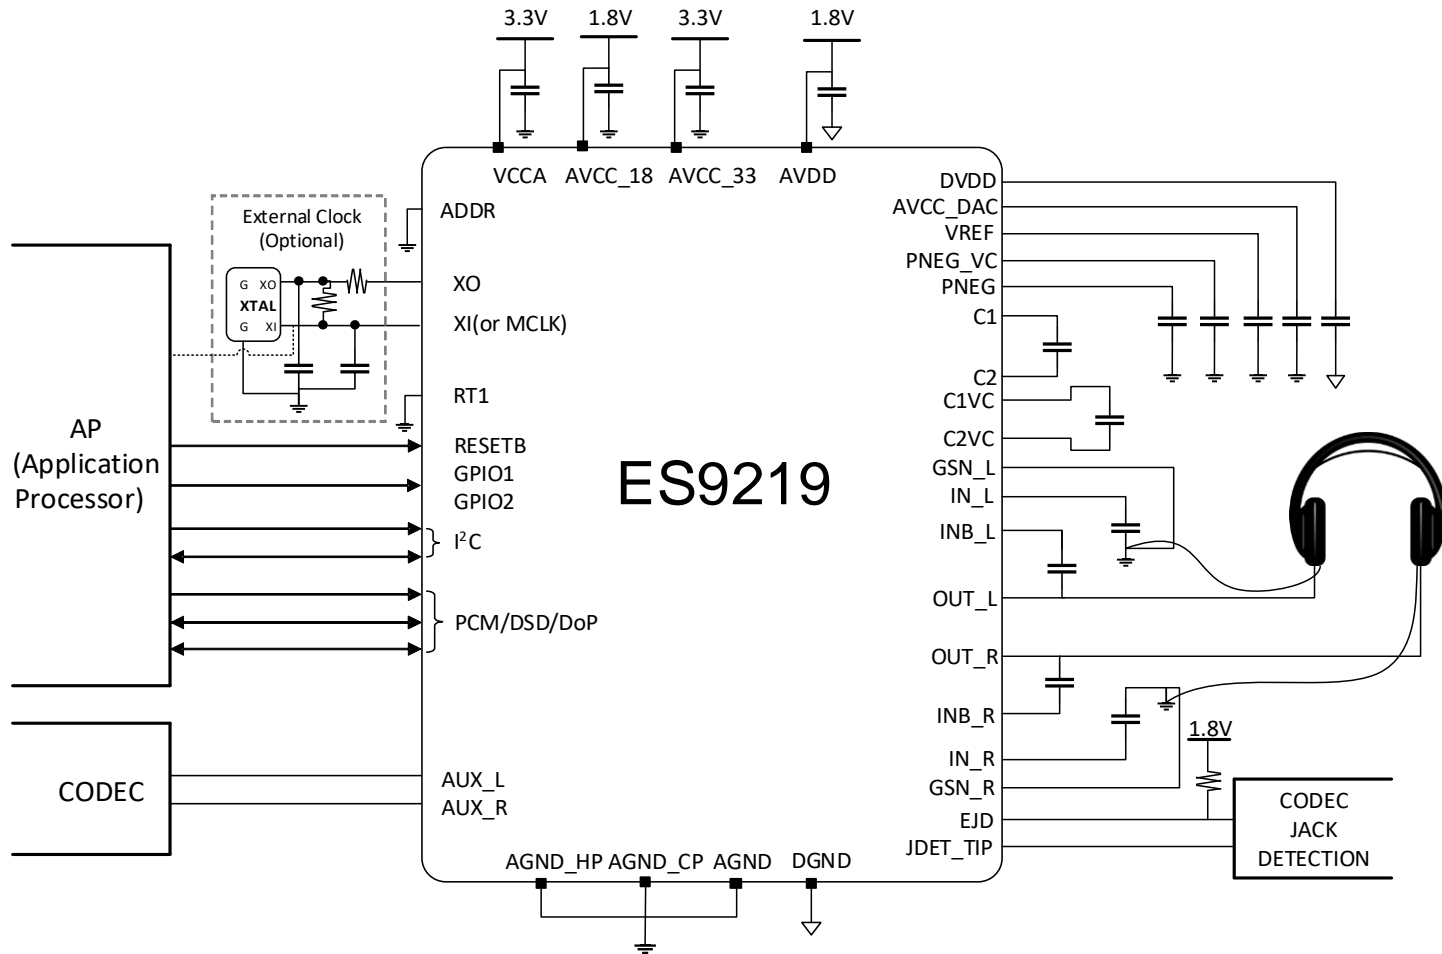 3.3V
1.8V
3.3V
1.8V
VCCA
AVCC_18
AVCC_33
AVDD
External Clock
(Optional)
G XO
XTAL
G XI
AP
(Application
Processor)
CODEC
ADDR
XO
XI(or MCLK)
RT1
RESETB
GPIO1
GPIO2
I²C
PCM/DSD/DoP
AUX_L
AUX_R
ES9219
DVDD
AVCC_DAC
VREF
PNEG_VC
PNEG
C1
C2
C1VC
C2VC
GSN_L
IN_L
INB_L
OUT_L
OUT_R
INB_R
IN_R
GSN_R
EJD
JDET_TIP
1.8V
CODEC
JACK
DETECTION
AGND_HP
AGND_CP
AGND
DGND